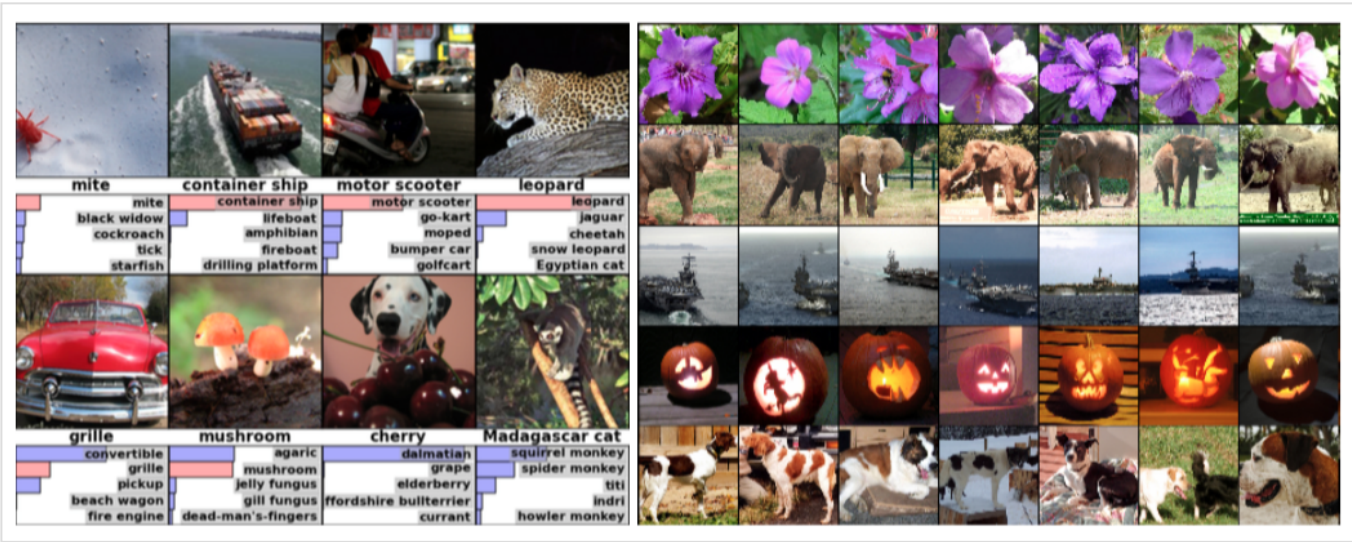 mite
container ship
motor scooter
leopard
mite
black widow
cockroach
tick
starfish
container ship
lifeboat
amphibian
fireboat
drilling platform
motor scooter
go-kart
moped
bumper car
golfcart
leopard
jaguar
cheetah
snow leopard
Egyptian cat
grille
mushroom
cherry
Madagascar cat
convertible
grille
pickup
beach wagon
fire engine
agaric
mushroom
jelly fungus
gill fungus
dead-man's-fingers
dalmatian
grape
elderberry
ffordshire bullterrier
currant
squirrel monkey
spider monkey
titi
indri
howler monkey